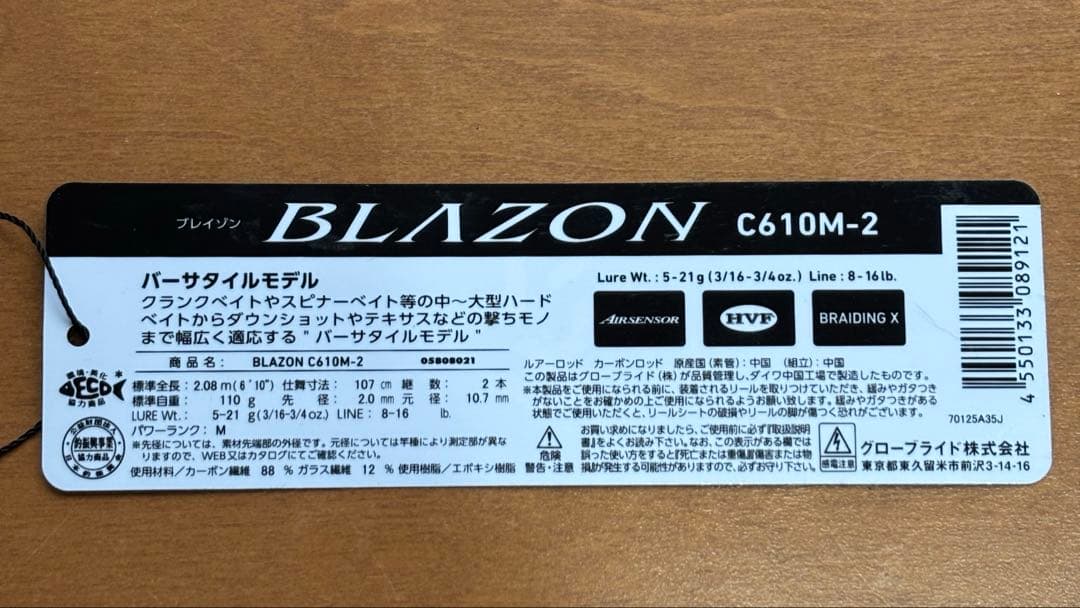 ブレイゾン BLAZON C610M-2
バーサタイルモデル
クランクベイトやスピナーベイト等の中〜大型ハード
ベイトからダウンショットやテキサスなどの撃ちモノ
まで幅広く適応する " バーサタイルモデル "
商品名: BLAZON C610M-2 05808021
標準全長: 2.08 m(6'10") 仕舞寸法: 107 cm 継 数: 2 本
標準自重: 110 g 先 径: 2.0 mm 元 径: 10.7 mm
LURE Wt.: 5-21 g(3/16-3/4oz.) LINE: 8-16 lb.
パワーランク: M
※先径については、素材先端部の外径です。元径については竿種により測定部が異な
りますので、WEB又はカタログにてご確認ください。
使用材料/カーボン繊維 88 % ガラス繊維 12 % 使用樹脂/エポキシ樹脂
ECO
協力商品
協力商品
Lure Wt.: 5-21 g (3/16-3/4oz.) Line: 8-16 lb.
AIRSENSOR HVF BRAIDING X
ルアーロッド カーボンロッド 原産国(素管):中国 (組立):中国
この製品はグローブライド(株)が品質管理し、ダイワ中国工場で製造したものです。
※本製品をご使用になられる前に、装着されるリールを取りつけていただき、緩みやガタつき
がないことをお確かめの上ご使用になられるようお願い致します。緩みやガタつきがある
状態でご使用いただくと、リールシートの破損やリールの脚が傷つく恐れがございます。
70125A35J
危険
警告・注意
お買い求めになりましたら、ご使用前に必ず『取扱説明
書』をよくお読み下さい。なお、この表示がある欄では
誤った使い方をすると『死亡または重傷』『傷害または物
損』が発生する可能性がありますので、必ずお守り下さい。
感電注意
グローブライド株式会社
東京都東久留米市前沢3-14-16
4 550133 089121